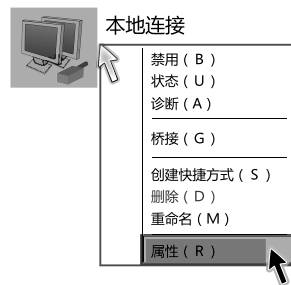 本地连接
禁用（B）
状态（U）
诊断（A）
桥接（G）
创建快捷方式（S）
删除（D）
重命名（M）
属性（R）